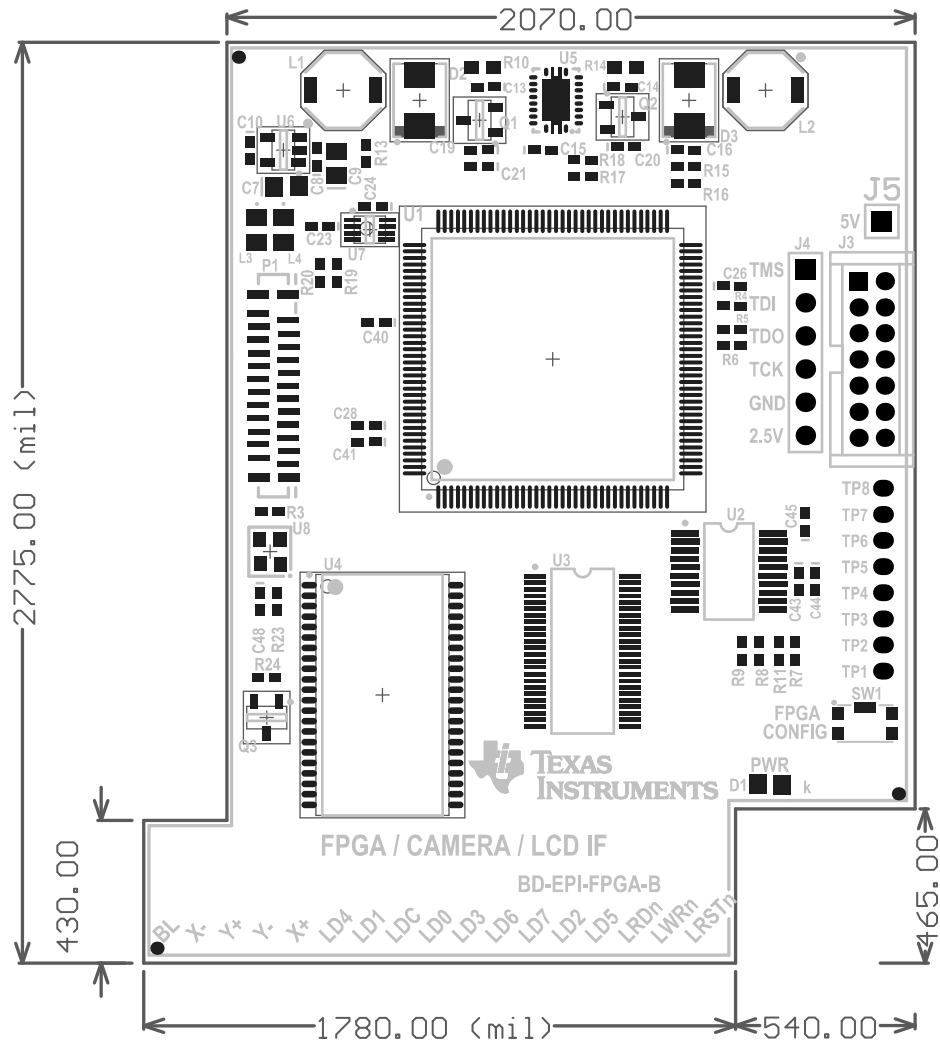 2070.00
L1
D2
R10
C13
U5
R14
C14
Q2
D3
L2
C10
U6
C19
Q1
C21
C15
R18
R17
C20
C16
R15
R16
C7
C8
C9
R13
C24
J5
5V
L3
L4
C23
U7
U1
P1
R20
R19
C40
C26
R4
R5
R6
J4
J3
TMS
TDI
TDO
TCK
GND
2.5V
C28
C41
2775.00 (mil)
R3
U8
U4
U3
U2
C45
C43
C44
TP8
TP7
TP6
TP5
TP4
TP3
TP2
TP1
C48
R23
R24
Q3
R9
R8
R11
R7
SW1
FPGA
CONFIG
TEXAS
INSTRUMENTS
PWR
D1
k
FPGA / CAMERA / LCD IF
BD-EPI-FPGA-B
BL
X-
Y+
Y-
X+
LD4
LD1
LDC
LD0
LD3
LD6
LD7
LD2
LD5
LRDn
LWRn
LRSTn
430.00
465.00
1780.00 (mil)
540.00